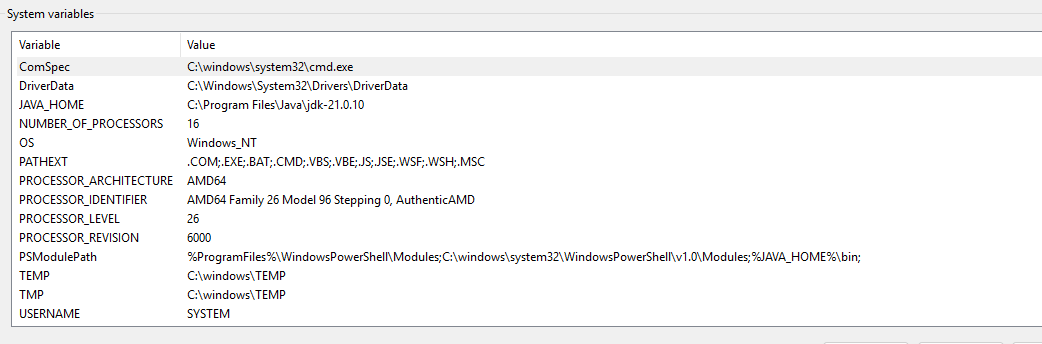 System variables
Variable Value
ComSpec C:\windows\system32\cmd.exe
DriverData C:\Windows\System32\Drivers\DriverData
JAVA_HOME C:\Program Files\Java\jdk-21.0.10
NUMBER_OF_PROCESSORS 16
OS Windows_NT
PATHEXT .COM;.EXE;.BAT;.CMD;.VBS;.VBE;.JS;.JSE;.WSF;.WSH;.MSC
PROCESSOR_ARCHITECTURE AMD64
PROCESSOR_IDENTIFIER AMD64 Family 26 Model 96 Stepping 0, AuthenticAMD
PROCESSOR_LEVEL 26
PROCESSOR_REVISION 6000
PSModulePath %ProgramFiles%\WindowsPowerShell\Modules;C:\windows\system32\WindowsPowerShell\v1.0\Modules;%JAVA_HOME%\bin;
TEMP C:\windows\TEMP
TMP C:\windows\TEMP
USERNAME SYSTEM